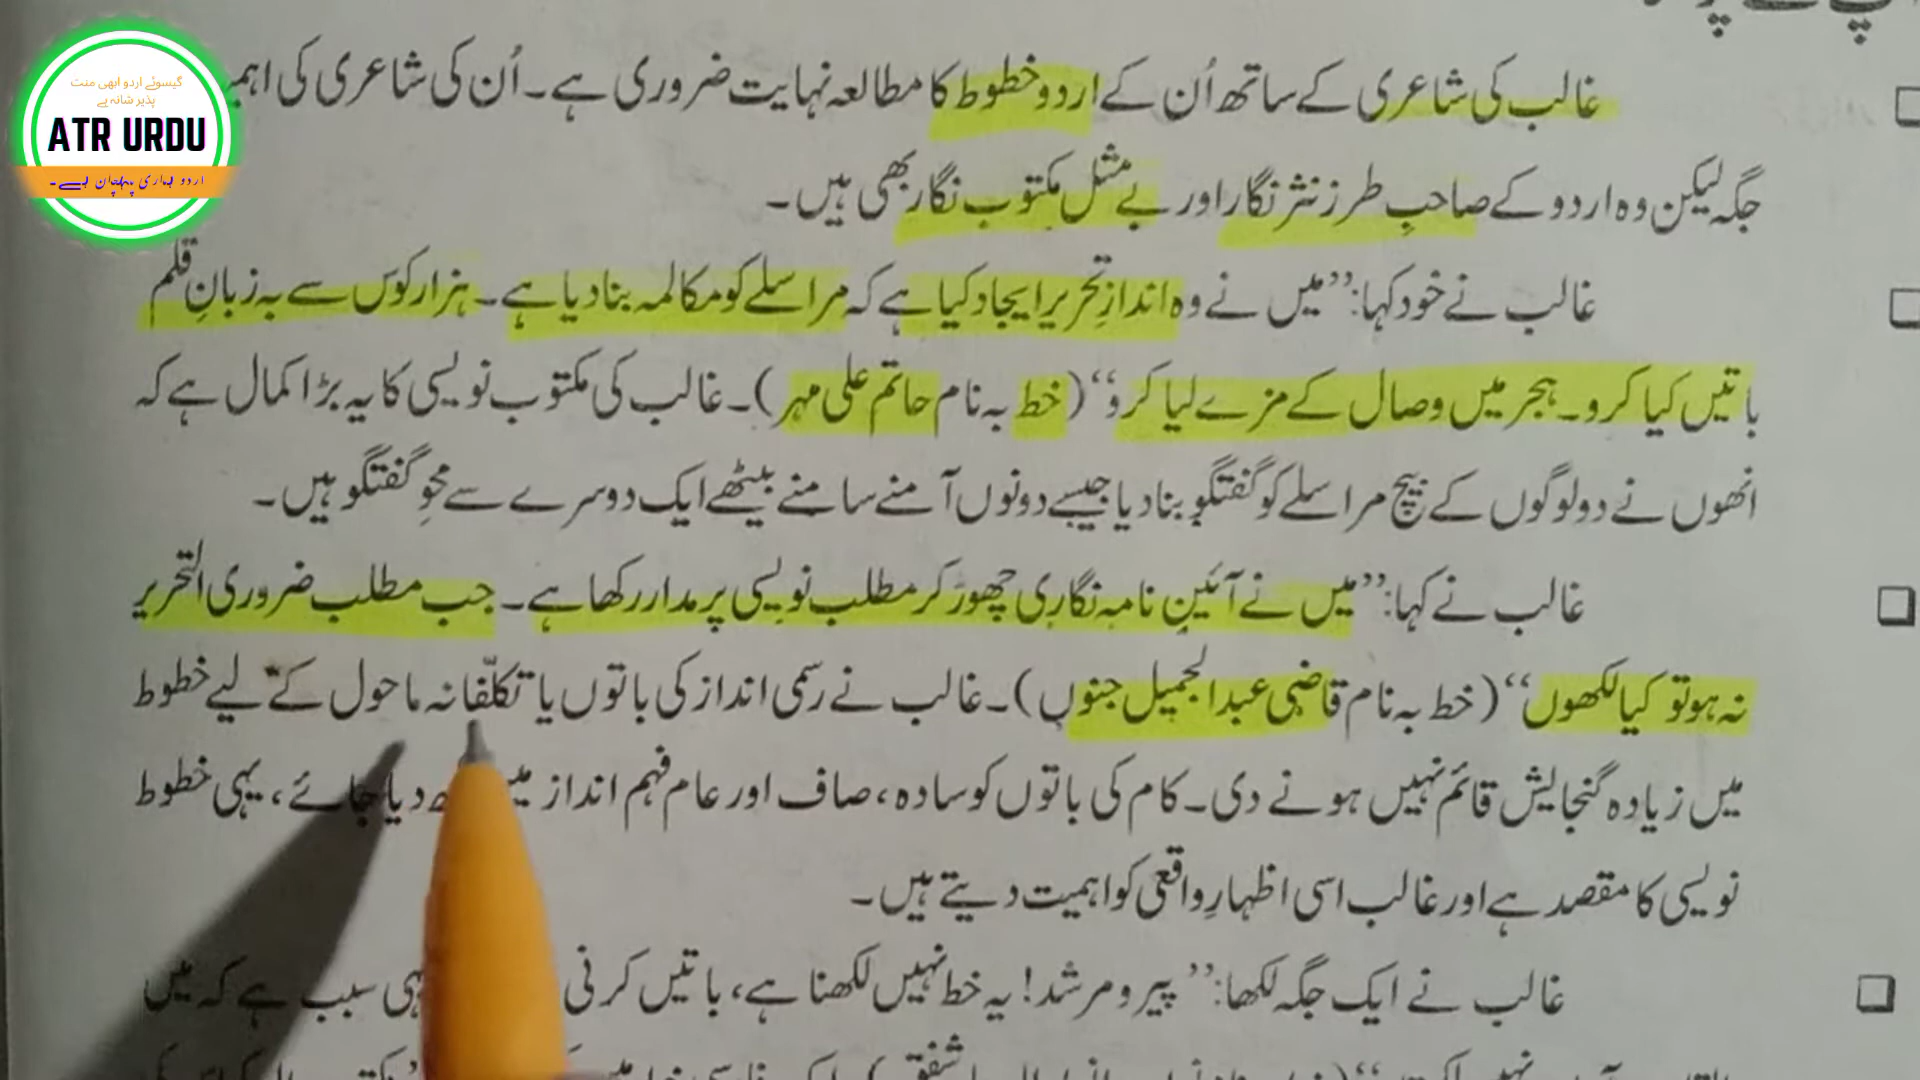 گیسوئے اردو ابھی منت
پذیر شانہ ہے
ATR URDU
اردو ہماری پہچان ہے۔
غالب کی شاعری کے ساتھ اُن کے اردو خطوط کا مطالعہ نہایت ضروری ہے۔ اُن کی شاعری کی
جگہ لیکن وہ اردو کے صاحبِ طرز نثر نگار اور بے مثل مکتوب نگار بھی ہیں۔
غالب نے خود کہا: ”میں نے وہ اندازِ تحریر ایجاد کیا ہے کہ مراسلے کو مکالمہ بنا دیا ہے۔ ہزار کوس سے بہ زبانِ قلم
باتیں کیا کرو۔ ہجر میں وصال کے مزے لیا کرو“ (خط بہ نام حاتم علی مہر)۔ غالب کی مکتوب نویسی کا یہ بڑا کمال ہے کہ
انھوں نے دو لوگوں کے بیچ مراسلے کو گفتگو بنا دیا جیسے دونوں آمنے سامنے بیٹھے ایک دوسرے سے محوِ گفتگو ہیں۔
غالب نے کہا: ”میں نے آئینِ نامہ نگاری چھوڑ کر مطلب نویسی پر مدار رکھا ہے۔ جب مطلب ضروری التحریر
نہ ہو تو کیا لکھوں“ (خط بہ نام قاضی عبدالجمیل جنوں)۔ غالب نے رسمی انداز کی باتوں یا تکلّفانہ ماحول کے لیے خطوط
میں زیادہ گنجایش قائم نہیں ہونے دی۔ کام کی باتوں کو سادہ، صاف اور عام فہم انداز دیا جائے، یہی خطوط
نویسی کا مقصد ہے اور غالب اسی اظہارِ واقعی کو اہمیت دیتے ہیں۔
غالب نے ایک جگہ لکھا: ”پیر و مرشد! یہ خط نہیں لکھنا ہے، باتیں کرنی سبب ہے کہ میں